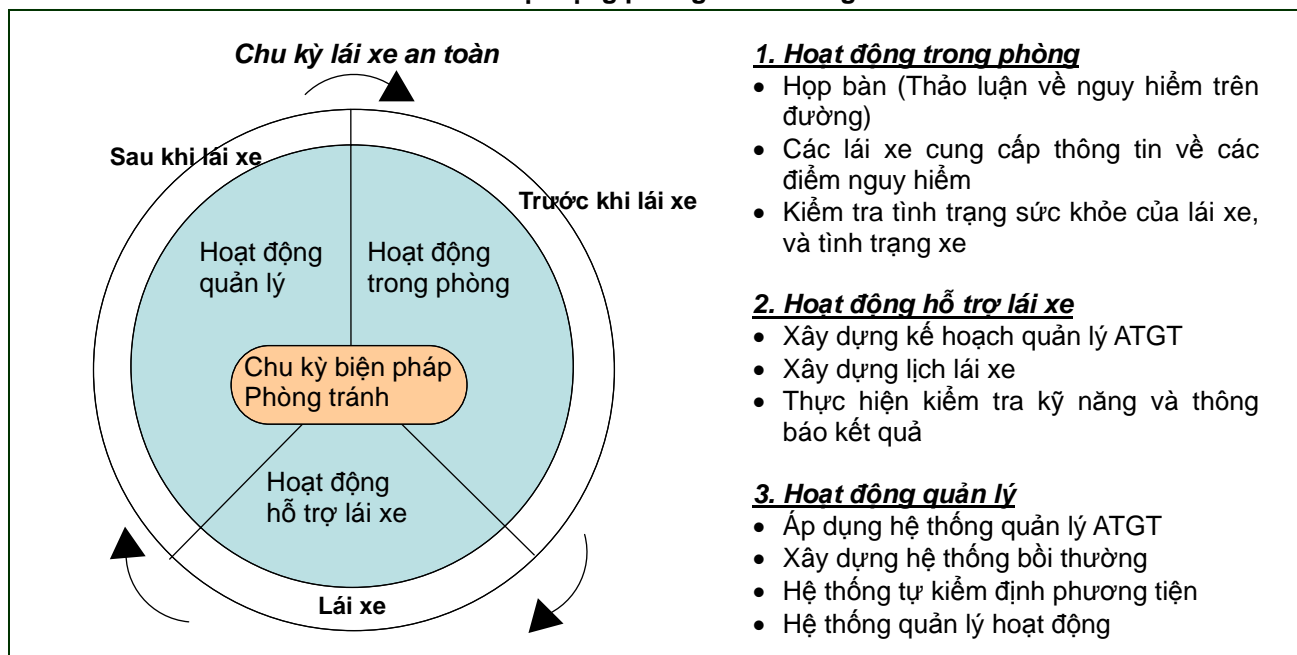 Chu kỳ lái xe an toàn
Sau khi lái xe
Trước khi lái xe
Hoạt động
quản lý
Hoạt động
trong phòng
Chu kỳ biện pháp
Phòng tránh
Hoạt động
hỗ trợ lái xe
Lái xe
1. Hoạt động trong phòng
• Họp bàn (Thảo luận về nguy hiểm trên
đường)
• Các lái xe cung cấp thông tin về các
điểm nguy hiểm
• Kiểm tra tình trạng sức khỏe của lái xe,
và tình trạng xe
2. Hoạt động hỗ trợ lái xe
• Xây dựng kế hoạch quản lý ATGT
• Xây dựng lịch lái xe
• Thực hiện kiểm tra kỹ năng và thông
báo kết quả
3. Hoạt động quản lý
• Áp dụng hệ thống quản lý ATGT
• Xây dựng hệ thống bồi thường
• Hệ thống tự kiểm định phương tiện
• Hệ thống quản lý hoạt động